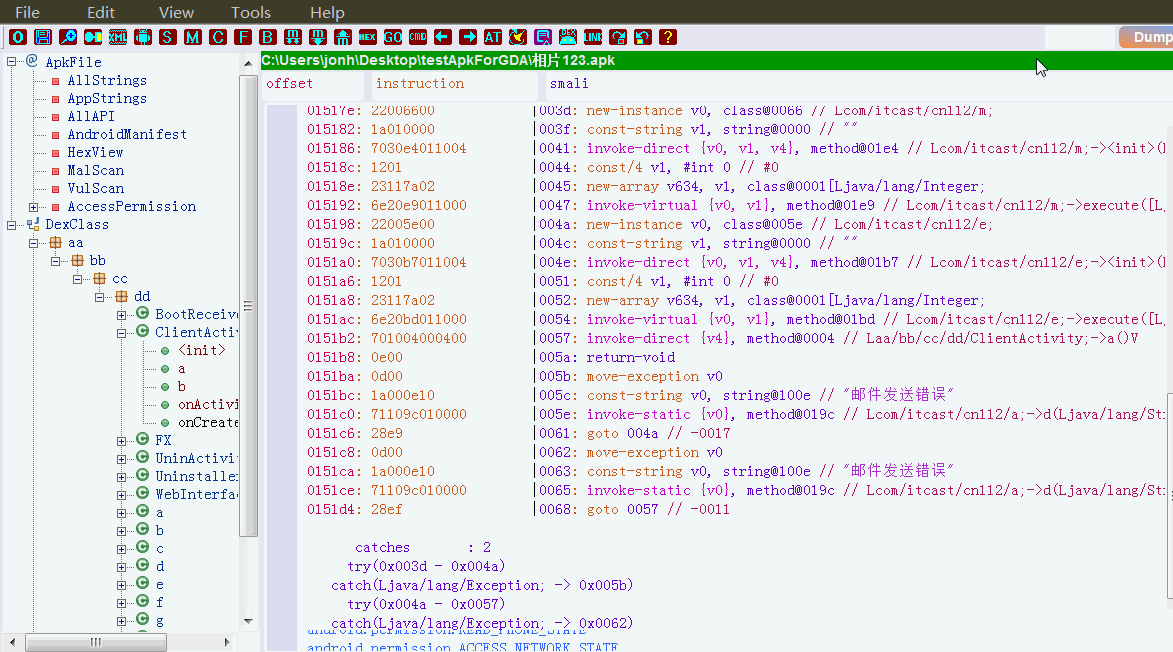 File Edit View Tools Help
O XML S M C F B HEX GO CMD AT DEX LINK ?
Dump
C:\Users\jonh\Desktop\testApkForGDA\相片123.apk
offset instruction smali
@ ApkFile
AllStrings
AppStrings
AllAPI
AndroidManifest
HexView
MalScan
VulScan
AccessPermission
DexClass
aa
bb
cc
dd
BootReceive
ClientActiv
<init>
a
b
onActivi
onCreate
FX
UninActivi
Uninstalle
WebInterfa
a
b
c
d
e
f
g
01517e: 22006600 |003d: new-instance v0, class@0066 // Lcom/itcast/cn112/m;
015182: 1a010000 |003f: const-string v1, string@0000 // ""
015186: 7030e4011004 |0041: invoke-direct {v0, v1, v4}, method@01e4 // Lcom/itcast/cn112/m;-><init>(L
01518c: 1201 |0044: const/4 v1, #int 0 // #0
01518e: 23117a02 |0045: new-array v634, v1, class@0001[Ljava/lang/Integer;
015192: 6e20e9011000 |0047: invoke-virtual {v0, v1}, method@01e9 // Lcom/itcast/cn112/m;->execute([L
015198: 22005e00 |004a: new-instance v0, class@005e // Lcom/itcast/cn112/e;
01519c: 1a010000 |004c: const-string v1, string@0000 // ""
0151a0: 7030b7011004 |004e: invoke-direct {v0, v1, v4}, method@01b7 // Lcom/itcast/cn112/e;-><init>(L
0151a6: 1201 |0051: const/4 v1, #int 0 // #0
0151a8: 23117a02 |0052: new-array v634, v1, class@0001[Ljava/lang/Integer;
0151ac: 6e20bd011000 |0054: invoke-virtual {v0, v1}, method@01bd // Lcom/itcast/cn112/e;->execute([L
0151b2: 701004000400 |0057: invoke-direct {v4}, method@0004 // Laa/bb/cc/dd/ClientActivity;->a()V
0151b8: 0e00 |005a: return-void
0151ba: 0d00 |005b: move-exception v0
0151bc: 1a000e10 |005c: const-string v0, string@100e // "邮件发送错误"
0151c0: 71109c010000 |005e: invoke-static {v0}, method@019c // Lcom/itcast/cn112/a;->d(Ljava/lang/St
0151c6: 28e9 |0061: goto 004a // -0017
0151c8: 0d00 |0062: move-exception v0
0151ca: 1a000e10 |0063: const-string v0, string@100e // "邮件发送错误"
0151ce: 71109c010000 |0065: invoke-static {v0}, method@019c // Lcom/itcast/cn112/a;->d(Ljava/lang/St
0151d4: 28ef |0068: goto 0057 // -0011
catches : 2
try(0x003d - 0x004a)
catch(Ljava/lang/Exception; -> 0x005b)
try(0x004a - 0x0057)
catch(Ljava/lang/Exception; -> 0x0062)
android.permission.READ_PHONE_STATE
android.permission.ACCESS_NETWORK_STATE